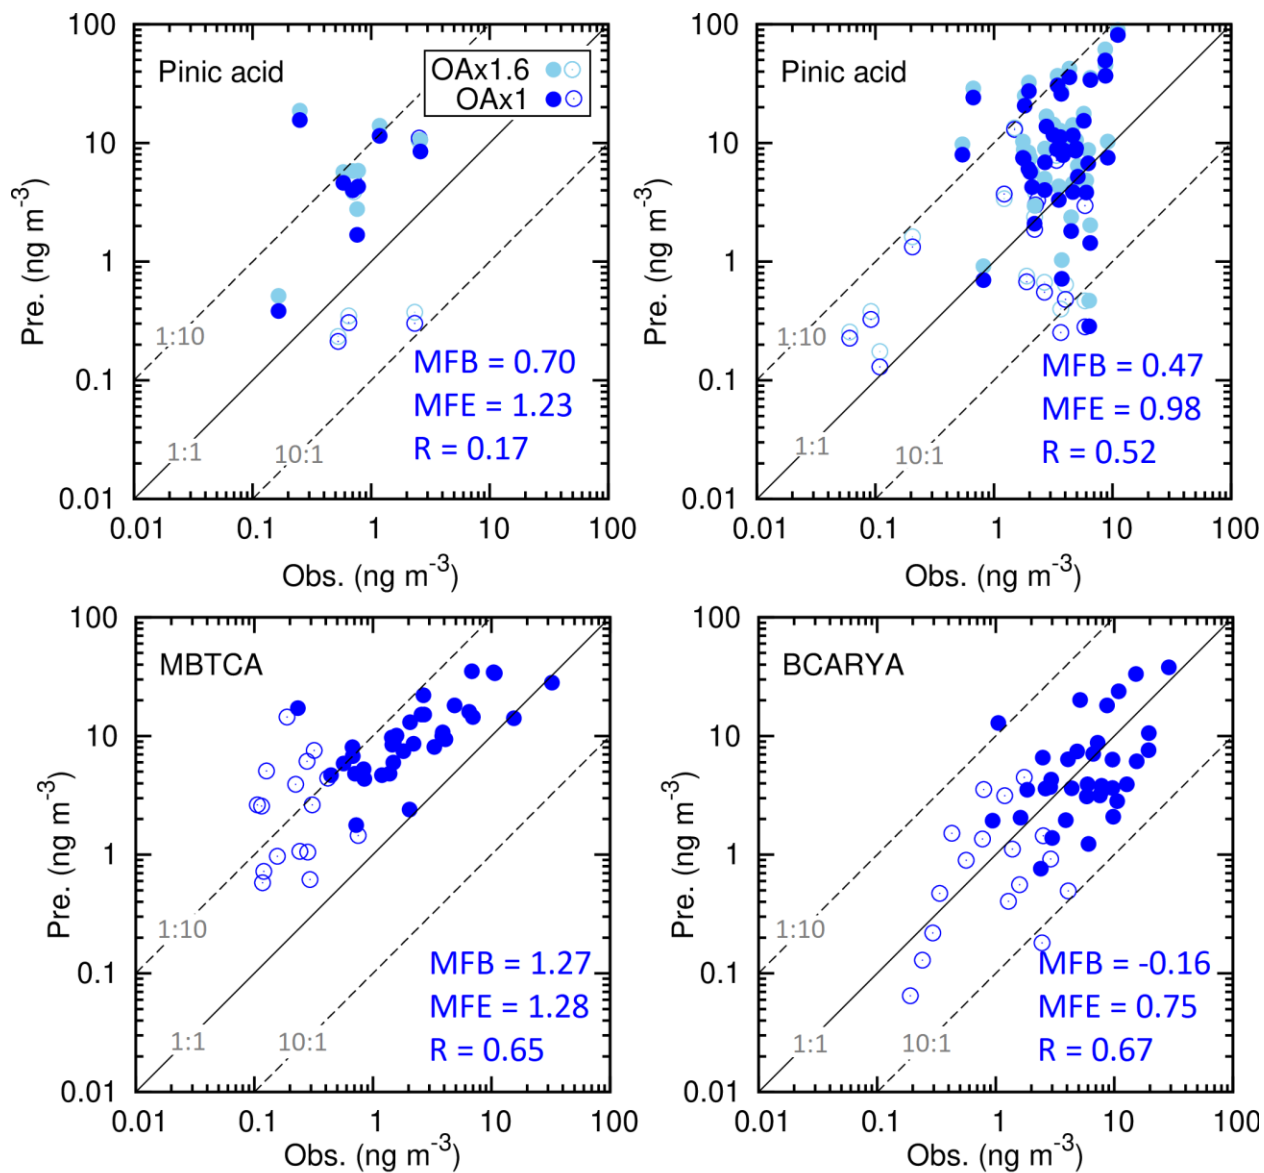 100
10
1
0.1
0.01
Pre. (ng m⁻³)
Pinic acid
OAx1.6
OAx1
1:10
1:1
10:1
MFB = 0.70
MFE = 1.23
R = 0.17
0.01 0.1 1 10 100
Obs. (ng m⁻³)
100
10
1
0.1
0.01
Pre. (ng m⁻³)
Pinic acid
1:10
1:1
10:1
MFB = 0.47
MFE = 0.98
R = 0.52
0.01 0.1 1 10 100
Obs. (ng m⁻³)
100
10
1
0.1
0.01
Pre. (ng m⁻³)
MBTCA
1:10
1:1
10:1
MFB = 1.27
MFE = 1.28
R = 0.65
0.01 0.1 1 10 100
Obs. (ng m⁻³)
100
10
1
0.1
0.01
Pre. (ng m⁻³)
BCARYA
1:10
1:1
10:1
MFB = -0.16
MFE = 0.75
R = 0.67
0.01 0.1 1 10 100
Obs. (ng m⁻³)